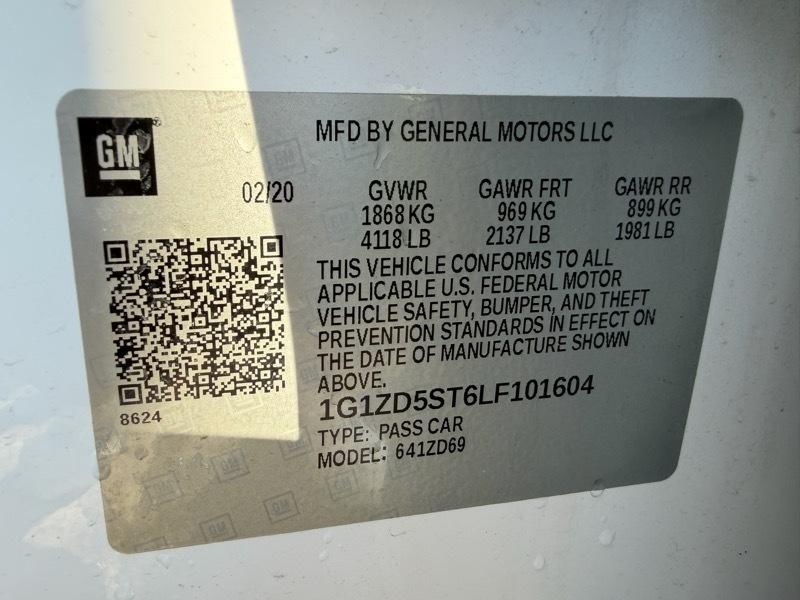 GM
MFD BY GENERAL MOTORS LLC
02/20
GVWR GAWR FRT GAWR RR
1868 KG 969 KG 899 KG
4118 LB 2137 LB 1981 LB
THIS VEHICLE CONFORMS TO ALL
APPLICABLE U.S. FEDERAL MOTOR
VEHICLE SAFETY, BUMPER, AND THEFT
PREVENTION STANDARDS IN EFFECT ON
THE DATE OF MANUFACTURE SHOWN
ABOVE.
8624
1G1ZD5ST6LF101604
TYPE: PASS CAR
MODEL: 641ZD69